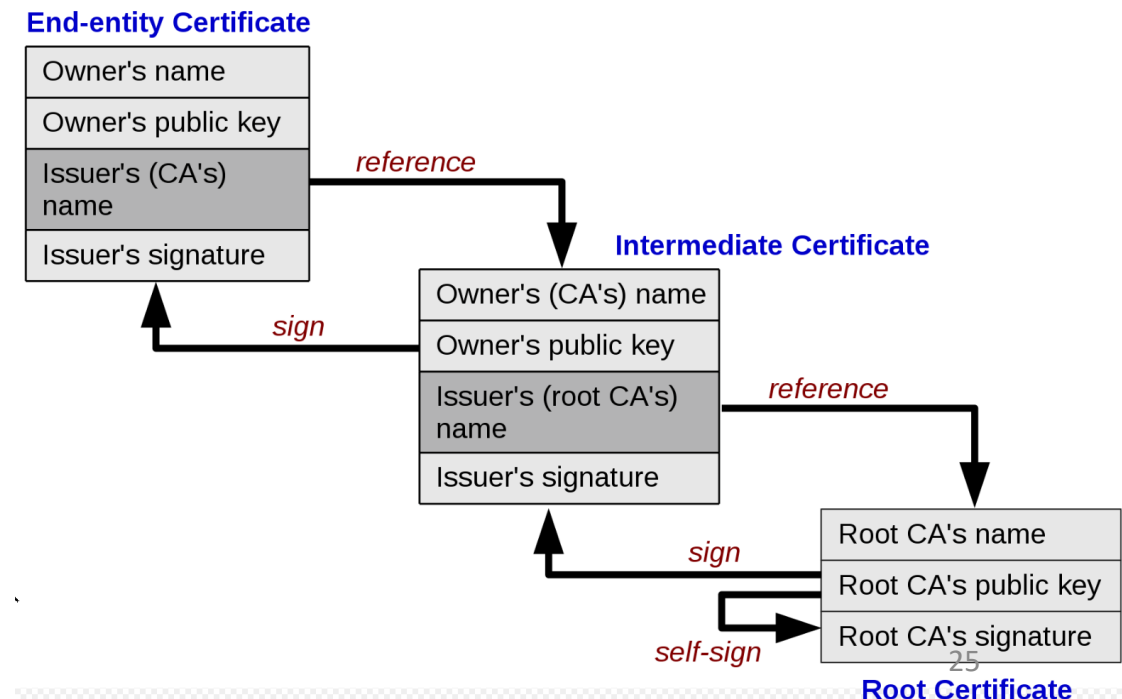 End-entity Certificate
Owner's name
Owner's public key
Issuer's (CA's)
name
Issuer's signature
reference
sign
Intermediate Certificate
Owner's (CA's) name
Owner's public key
Issuer's (root CA's)
name
Issuer's signature
reference
sign
self-sign
Root CA's name
Root CA's public key
Root CA's signature
25
Root Certificate